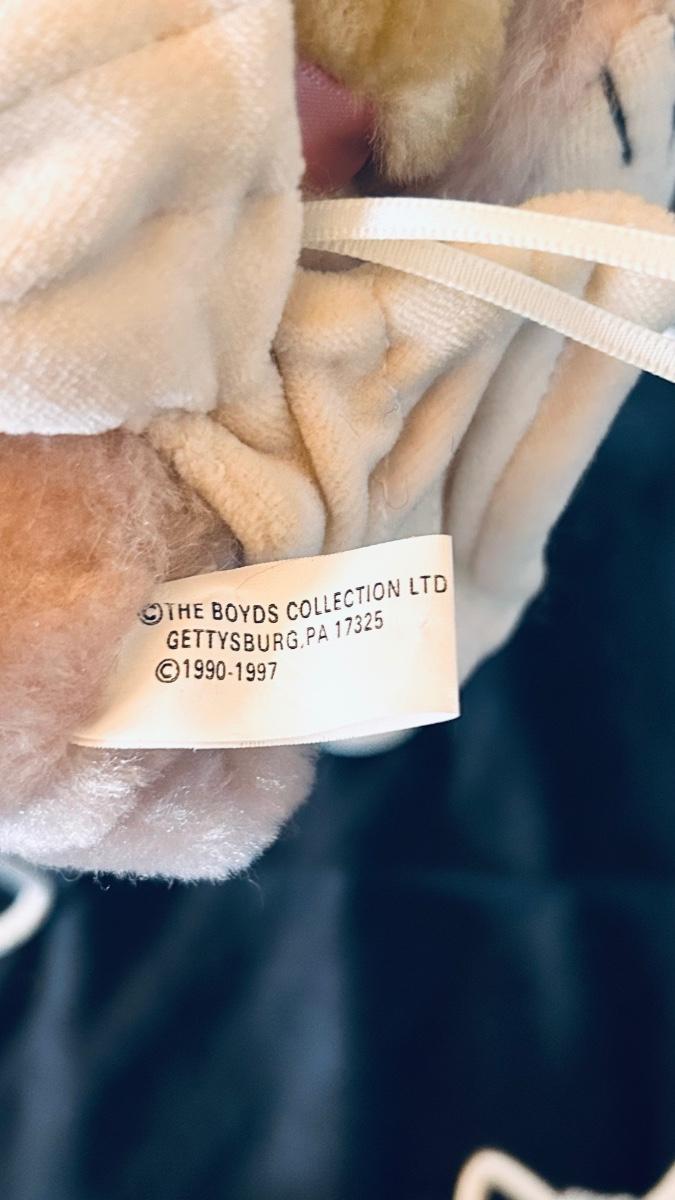 ©THE BOYDS COLLECTION LTD
GETTYSBURG,PA 17325
©1990-1997